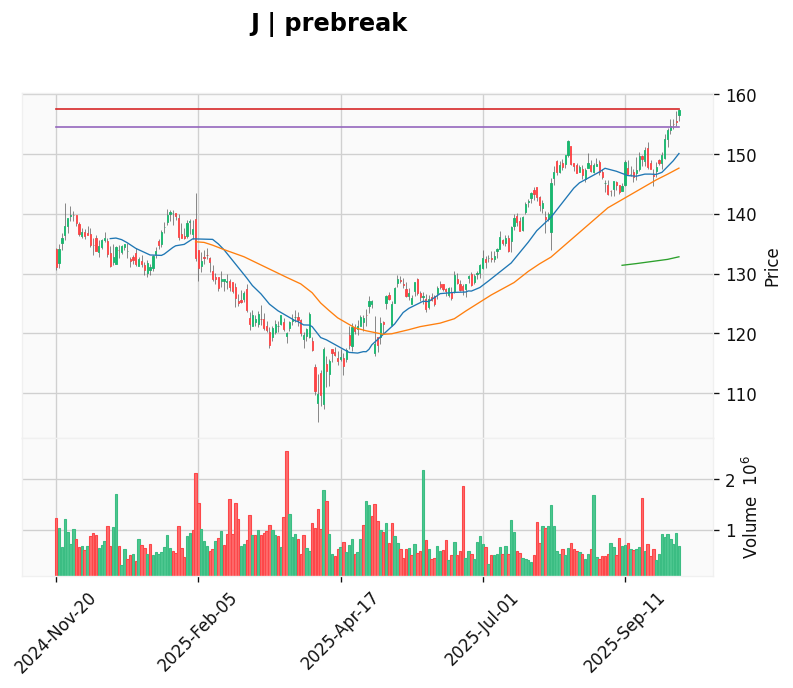 J | prebreak
160
150
140
130
120
110
Price
2
1
Volume 10^6
2024-Nov-20
2025-Feb-05
2025-Apr-17
2025-Jul-01
2025-Sep-11